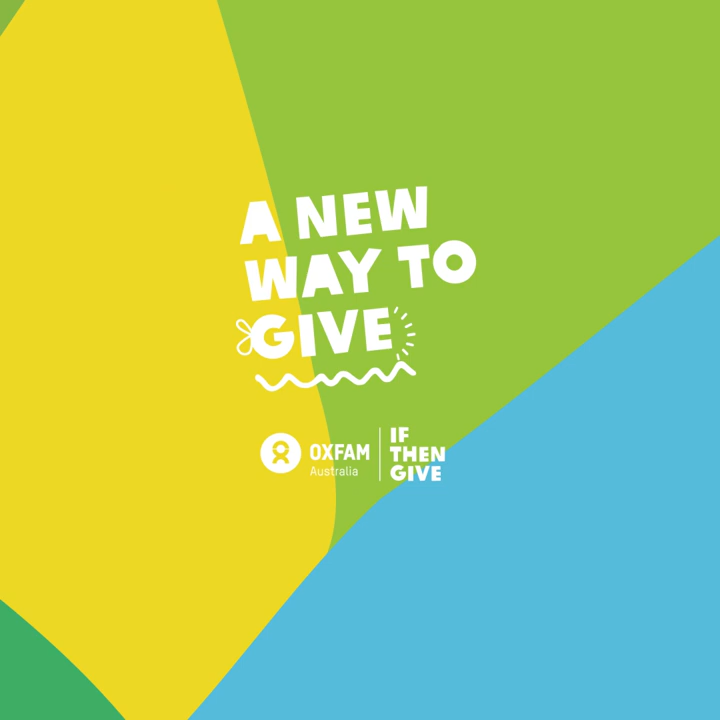 A NEW
WAY TO
GIVE
OXFAM
Australia
IF
THEN
GIVE